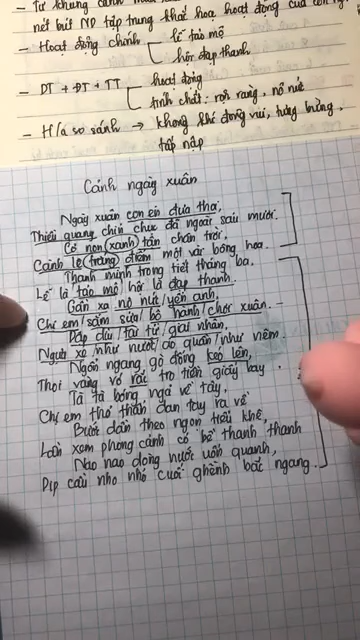 - Từ khung cảnh
nét bút ND tập trung khắc hoạ hoạt động của con
- Hoạt động chính
lễ tảo mộ
hội đạp thanh
- DT + ĐT + TT
hoạt động
tính chất: rộn ràng, nô nức
- H/a so sánh → không khí đông vui, tưng bừng,
tấp nập
Cảnh ngày xuân
Ngày xuân con én đưa thoi,
Thiều quang chín chục đã ngoài sáu mươi.
Cỏ non (xanh) tận chân trời,
Cành lê (trắng) điểm một vài bông hoa.
Thanh minh trong tiết tháng ba,
Lễ là tảo mộ hội là đạp thanh.
Gần xa nô nức/yến anh,
Chị em/sắm sửa/bộ hành/chơi xuân.
Dập dìu/tài tử/giai nhân,
Ngựa xe/như nước/áo quần/như nêm.
Ngổn ngang gò đống kéo lên,
Thoi vàng vó rắc tro tiền giấy bay.
Tà tà bóng ngả về tây,
Chị em thơ thẩn dan tay ra về
Bước dần theo ngọn tiểu khê,
Lần xem phong cảnh có bề thanh thanh
Nao nao dòng nước uốn quanh,
Dịp cầu nho nhỏ cuối ghềnh bắc ngang.